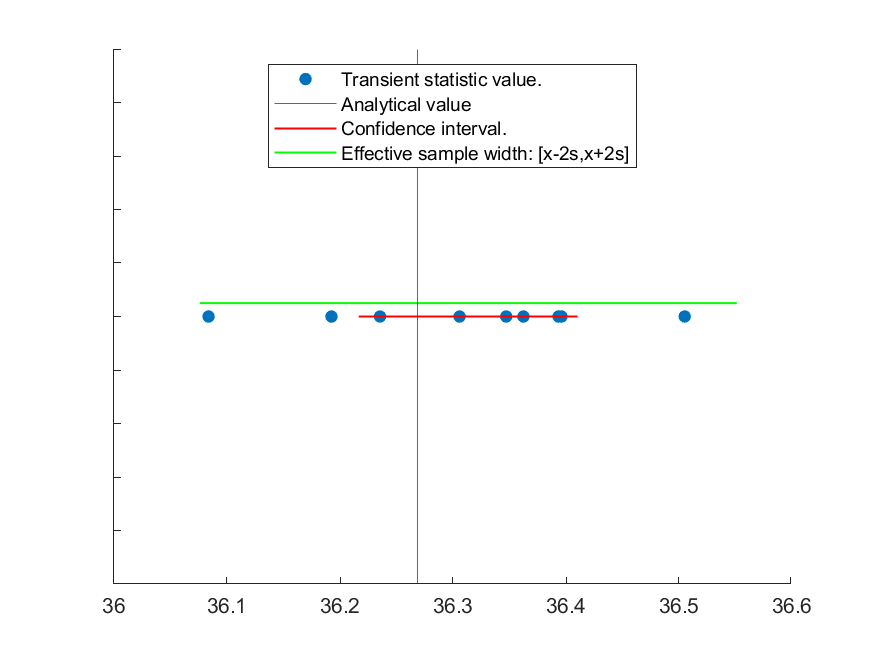 Transient statistic value.
Analytical value
Confidence interval.
Effective sample width: [x-2s,x+2s]
36 36.1 36.2 36.3 36.4 36.5 36.6